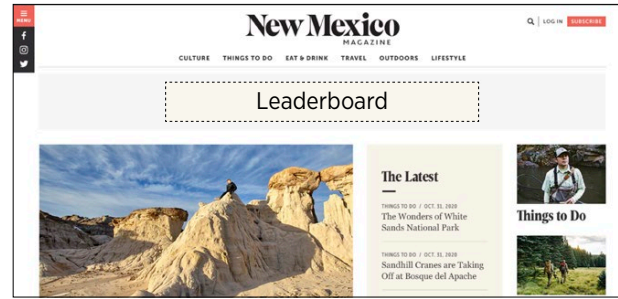 MENU
New Mexico
MAGAZINE
LOG IN SUBSCRIBE
CULTURE THINGS TO DO EAT & DRINK TRAVEL OUTDOORS LIFESTYLE
Leaderboard
The Latest
THINGS TO DO / OCT. 31, 2020
The Wonders of White
Sands National Park
THINGS TO DO / OCT. 31, 2020
Sandhill Cranes are Taking
Off at Bosque del Apache
Things to Do